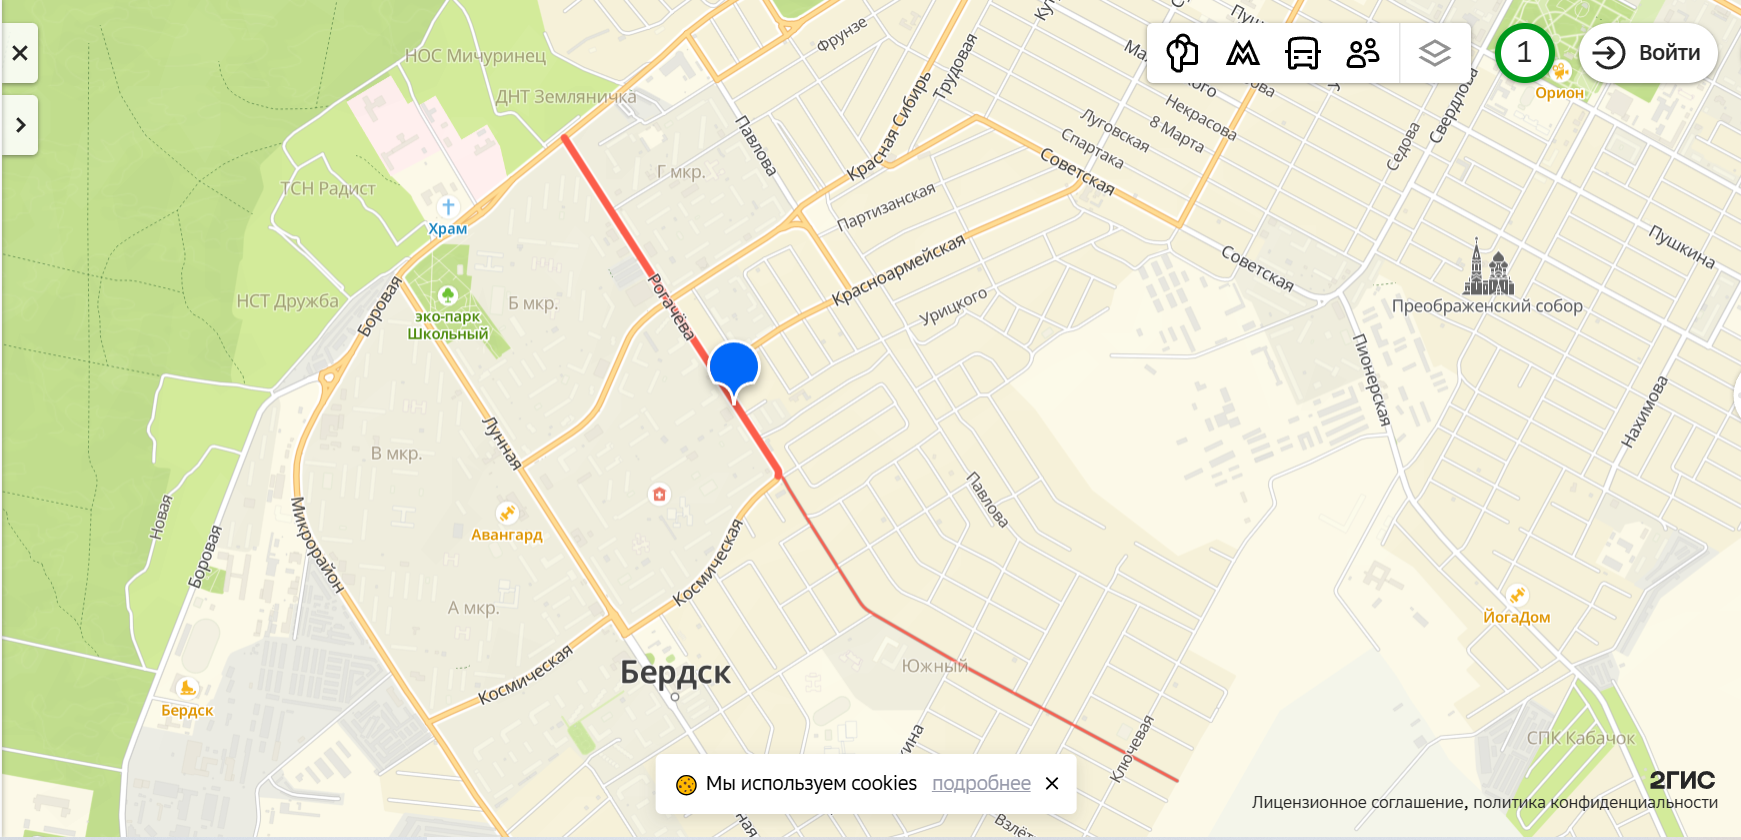 НОС Мичуринец
Фрунзе
Трудовая
Войти
1
Орион
ДНТ Земляничка
Павлова
Красная Сибирь
Некрасова
8 Марта
Луговская
Спартака
Седова
Свердлова
Г мкр.
Советская
ТСН Радист
Партизанская
Храм
Красноармейская
Советская
Пушкина
НСТ Дружба
Боровая
Б мкр.
Рогачёва
Урицкого
Преображенский собор
эко-парк
Школьный
Пионерская
Нахимова
Лунная
В мкр.
Новая
Боровая
Микрорайон
Авангард
Павлова
Космическая
А мкр.
ЙогаДом
Бердск
Южный
Космическая
Бердск
Ключевая
СПК Кабачок
Мы используем cookies подробнее
2ГИС
Лицензионное соглашение, политика конфиденциальности